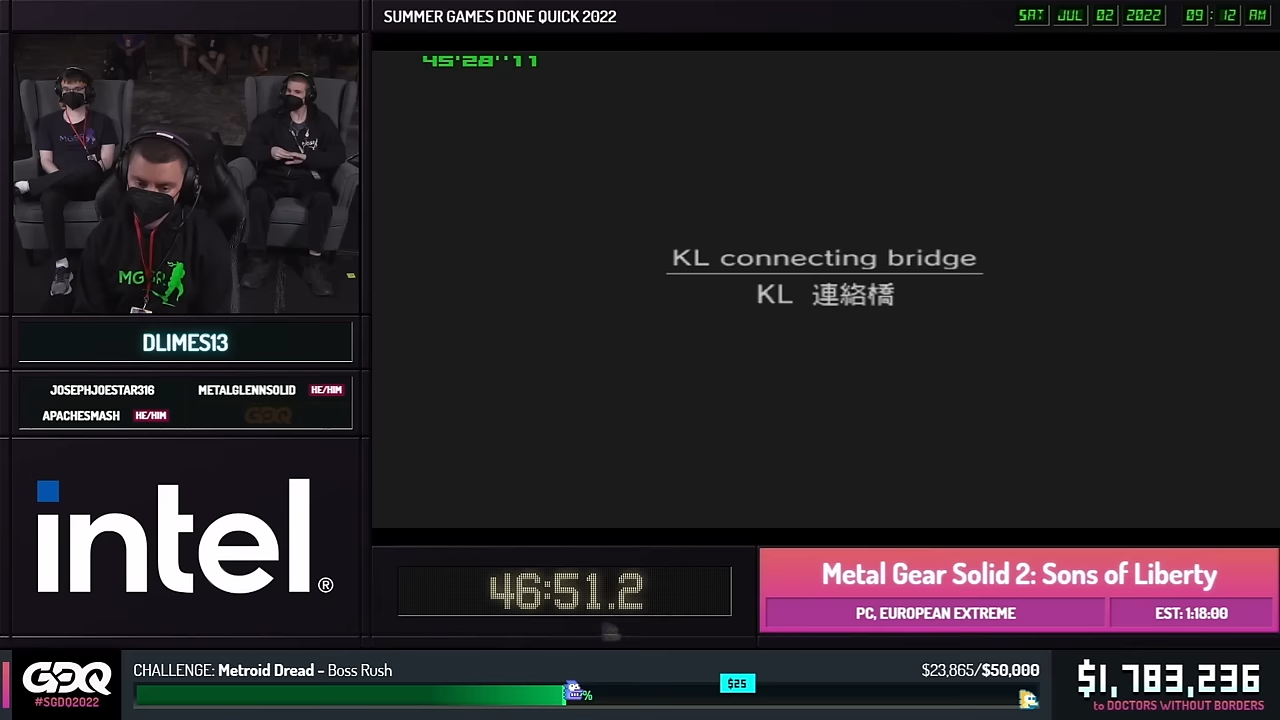 SUMMER GAMES DONE QUICK 2022
SAT JUL 02 2022 09:12 AM
45'28''11
KL connecting bridge
KL 連絡橋
MGSR
DLIMES13
JOSEPHJOESTAR316
METALGLENNSOLID HE/HIM
APACHESMASH HE/HIM
GDQ
intel®
46:51.2
Metal Gear Solid 2: Sons of Liberty
PC, EUROPEAN EXTREME
EST: 1:18:00
GDQ
#SGDQ2022
CHALLENGE: Metroid Dread - Boss Rush
$23,865/$50,000
%
$25
$1,783,236
to DOCTORS WITHOUT BORDERS